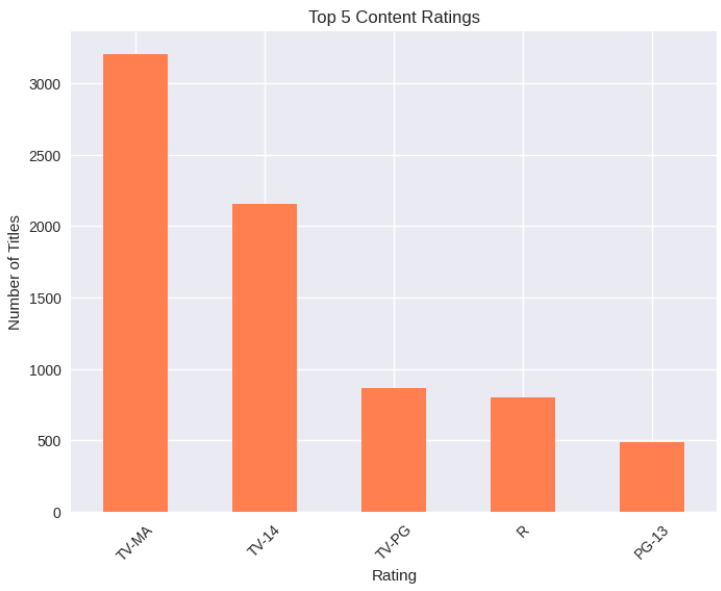 Top 5 Content Ratings
Number of Titles
3000
2500
2000
1500
1000
500
0
TV-MA
TV-14
TV-PG
R
PG-13
Rating